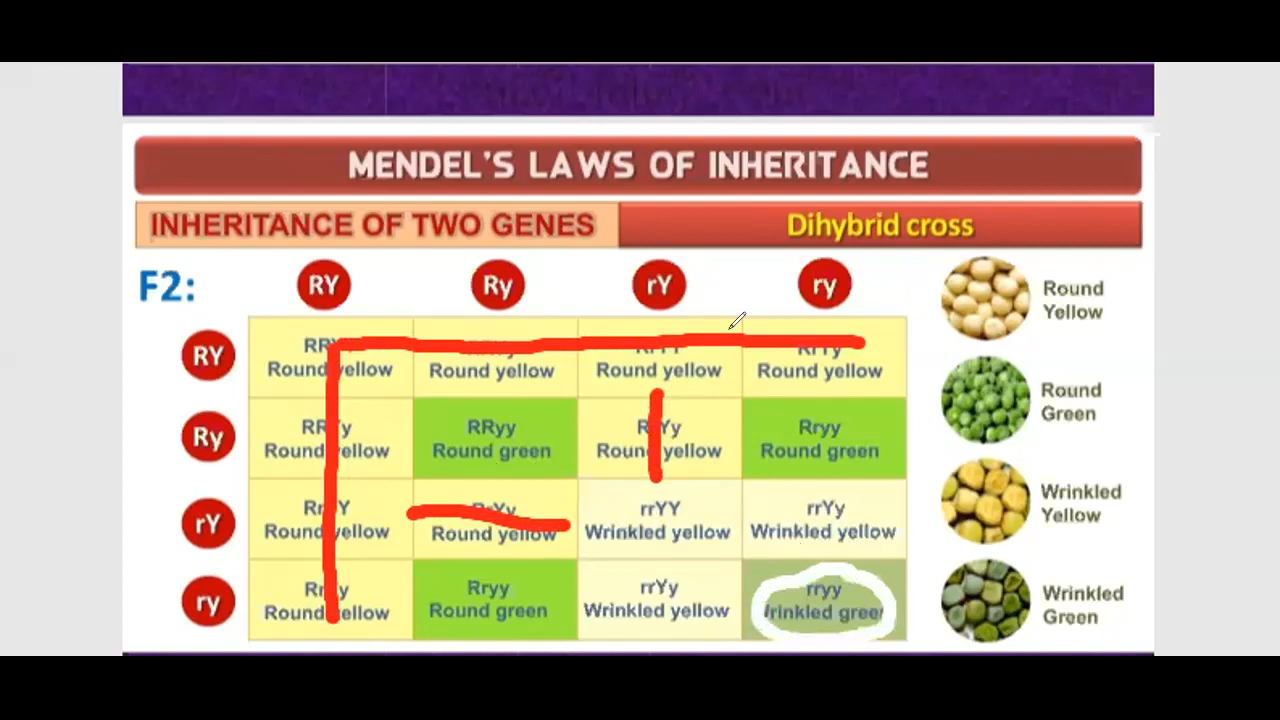 MENDEL'S LAWS OF INHERITANCE
INHERITANCE OF TWO GENES Dihybrid cross
F2: RY Ry rY ry
Round
Yellow
RY
Round yellow Round yellow Round yellow Round yellow
Round
Green
Ry RRyy Rryy
Round yellow Round green Round yellow Round green
Wrinkled
Yellow
rY rrYY rrYy
Round yellow Round yellow Wrinkled yellow Wrinkled yellow
Wrinkled
Green
ry Rryy rrYy rryy
Round yellow Round green Wrinkled yellow